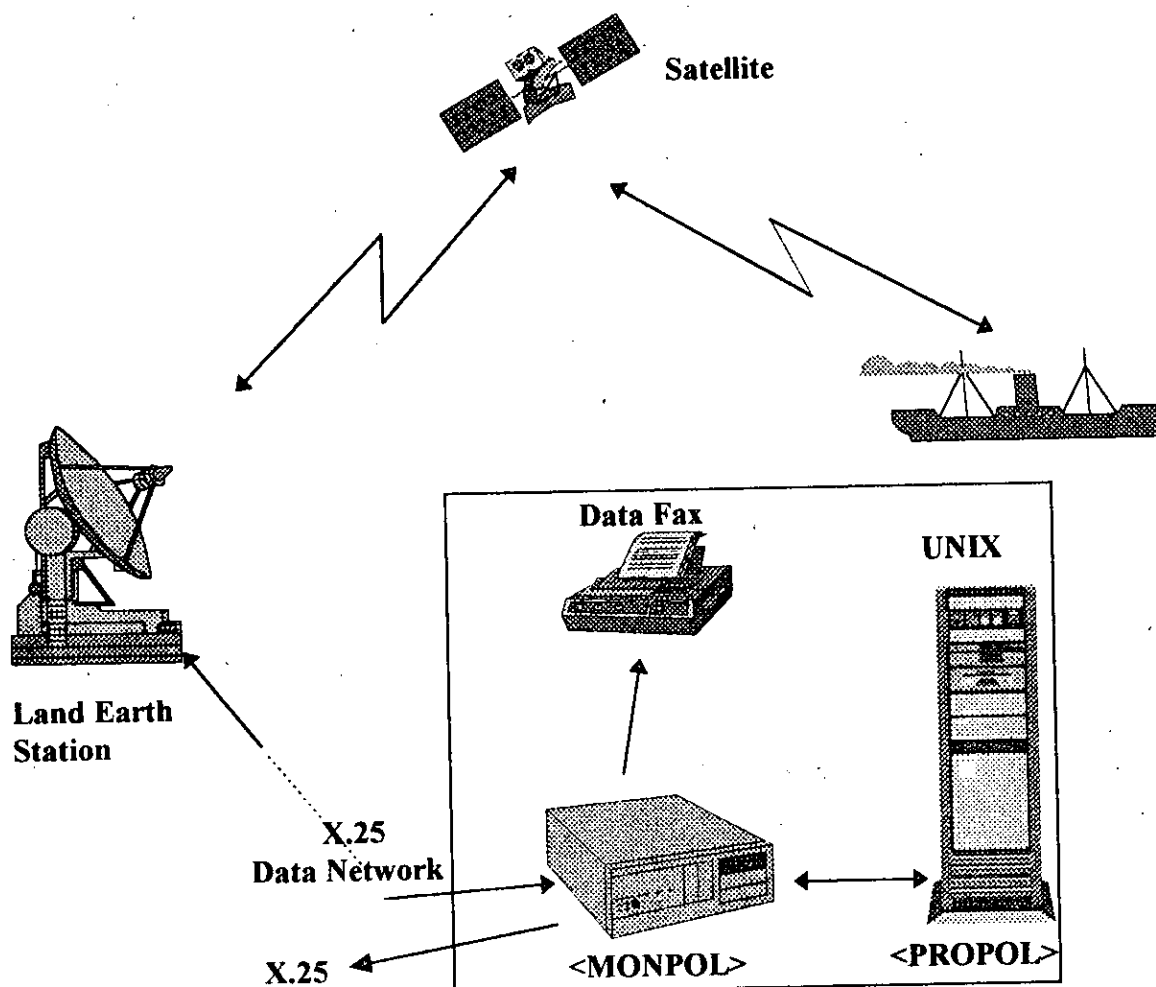 Satellite
Data Fax
UNIX
Land Earth
Station
X.25
Data Network
X.25
<MONPOL>
<PROPOL>